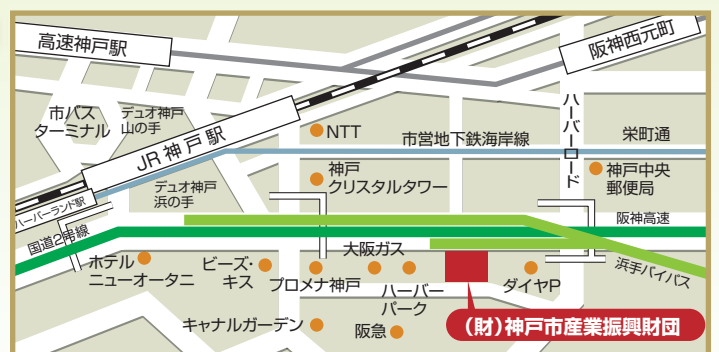 高速神戸駅
阪神西元町
市バス
ターミナル
デュオ神戸
山の手
JR神戸駅
NTT
市営地下鉄海岸線
ハーバーロード
栄町通
神戸
クリスタルタワー
神戸中央
郵便局
デュオ神戸
浜の手
ハーバーランド駅
国道2号線
阪神高速
浜手バイパス
ホテル
ニューオータニ
ビーズ・
キス
プロメナ神戸
大阪ガス
ハーバー
パーク
ダイヤP
キャナルガーデン
阪急
(財)神戸市産業振興財団